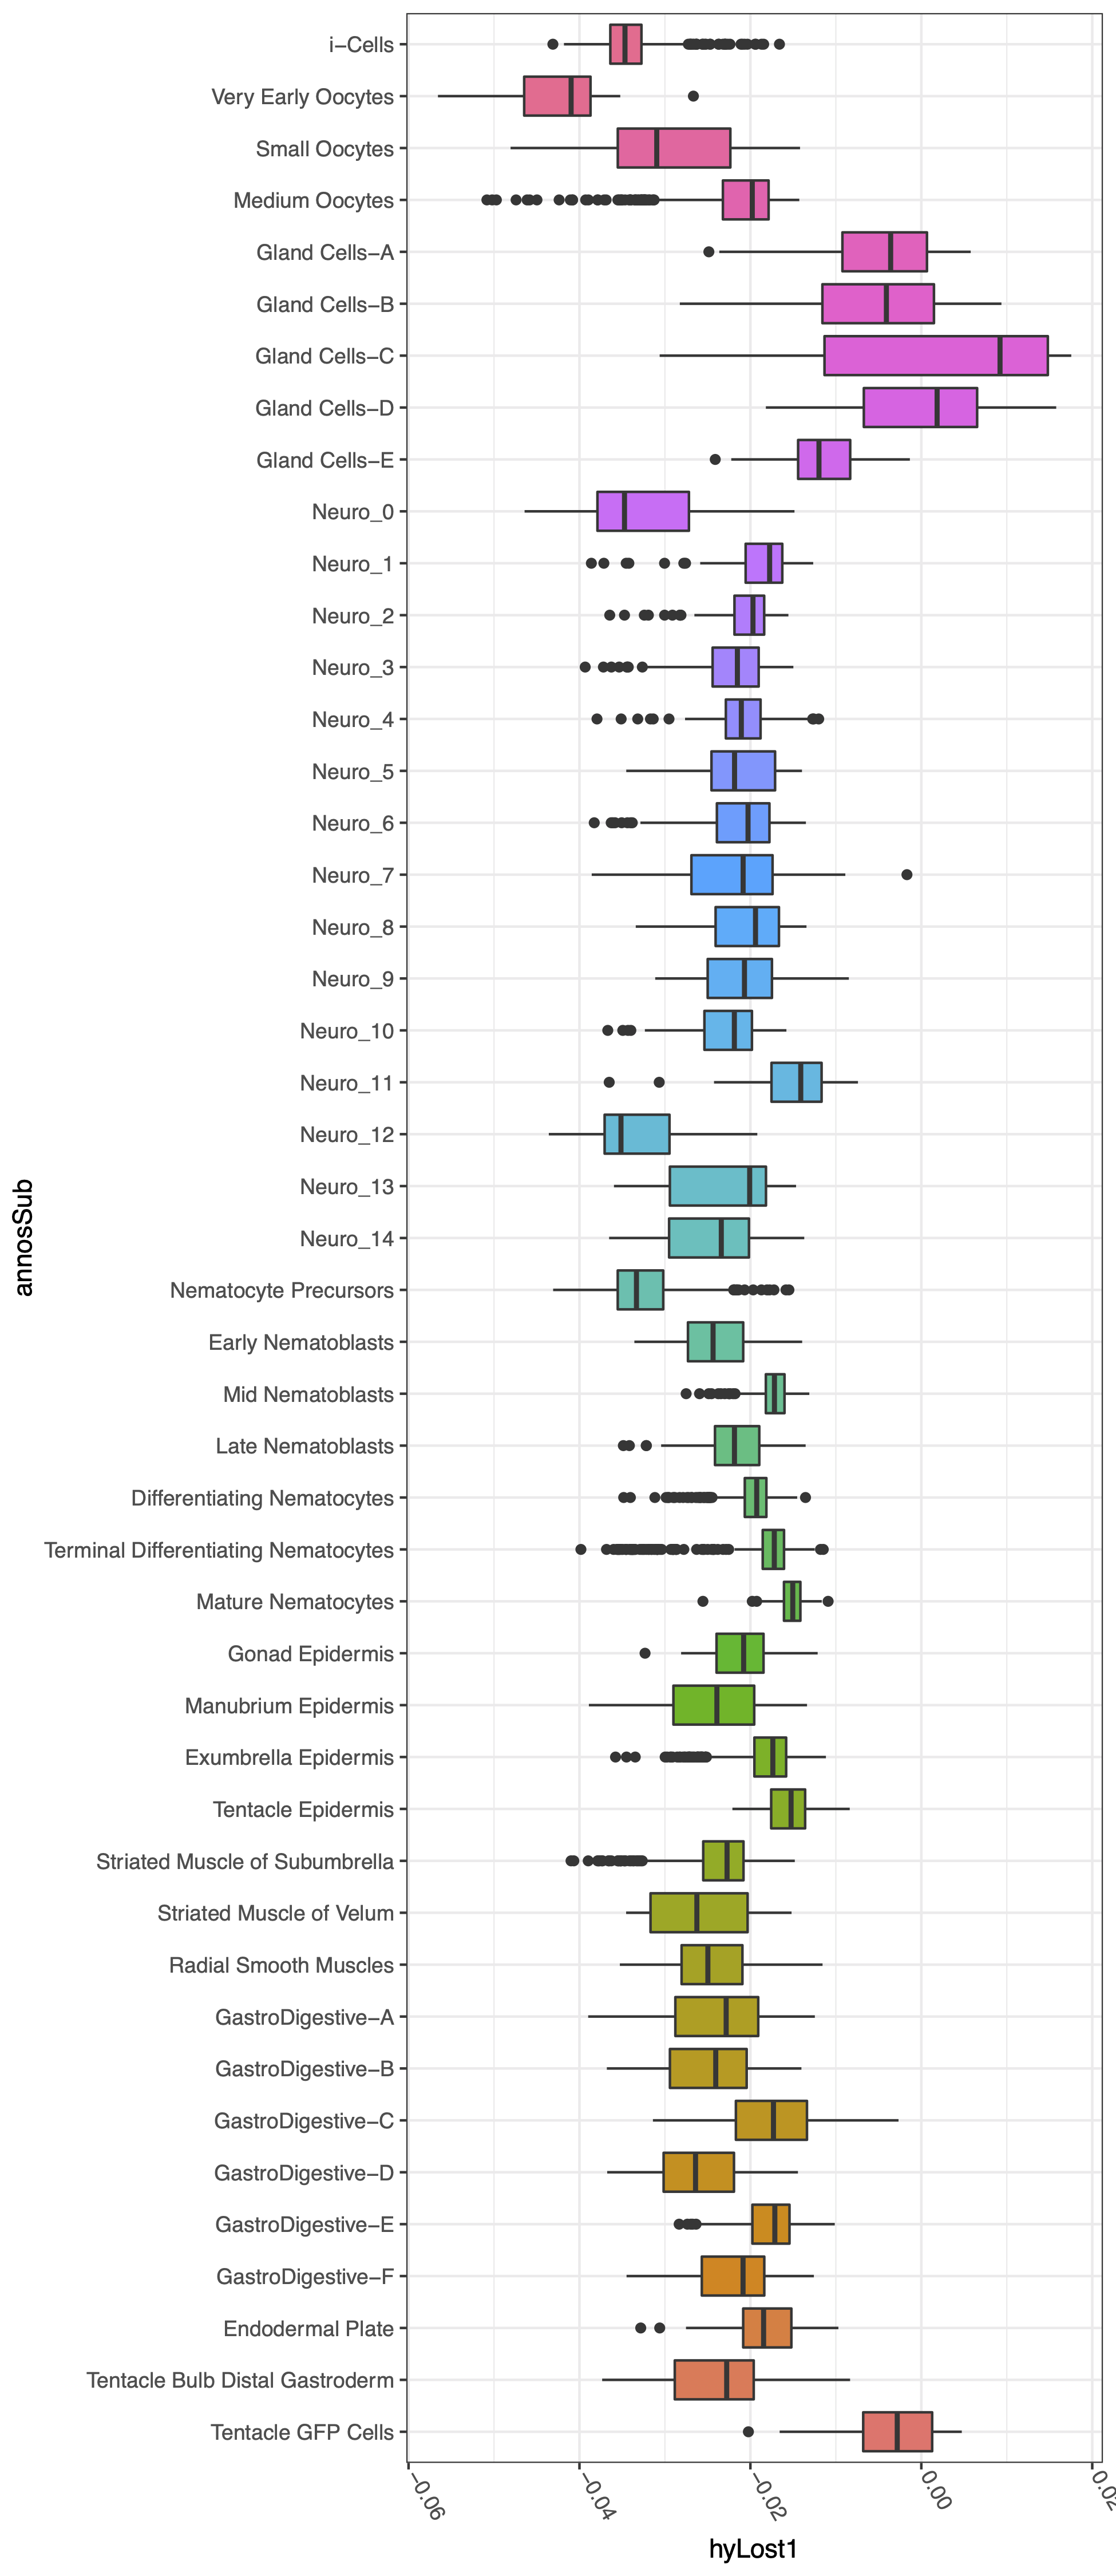 i−Cells
Very Early Oocytes
Small Oocytes
Medium Oocytes
Gland Cells−A
Gland Cells−B
Gland Cells−C
Gland Cells−D
Gland Cells−E
Neuro_0
Neuro_1
Neuro_2
Neuro_3
Neuro_4
Neuro_5
Neuro_6
Neuro_7
Neuro_8
Neuro_9
Neuro_10
Neuro_11
Neuro_12
Neuro_13
Neuro_14
Nematocyte Precursors
Early Nematoblasts
Mid Nematoblasts
Late Nematoblasts
Differentiating Nematocytes
Terminal Differentiating Nematocytes
Mature Nematocytes
Gonad Epidermis
Manubrium Epidermis
Exumbrella Epidermis
Tentacle Epidermis
Striated Muscle of Subumbrella
Striated Muscle of Velum
Radial Smooth Muscles
GastroDigestive−A
GastroDigestive−B
GastroDigestive−C
GastroDigestive−D
GastroDigestive−E
GastroDigestive−F
Endodermal Plate
Tentacle Bulb Distal Gastroderm
Tentacle GFP Cells
annosSub
−0.06
−0.04
−0.02
0.00
0.02
hyLost1